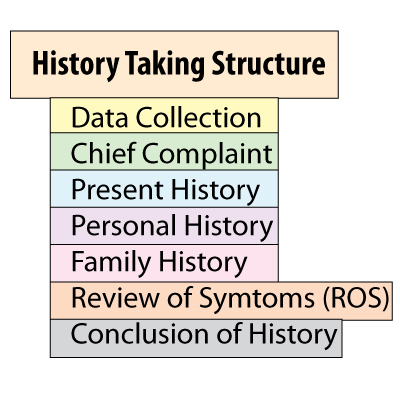 History Taking Structure
Data Collection
Chief Complaint
Present History
Personal History
Family History
Review of Symtoms (ROS)
Conclusion of History